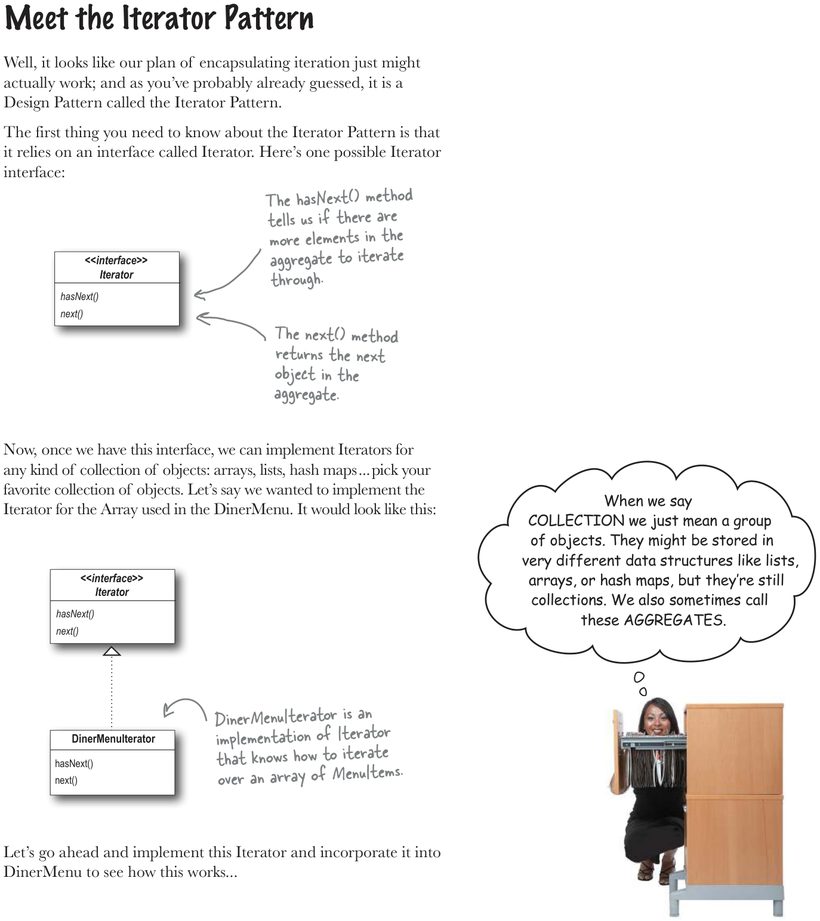 Meet the Iterator Pattern
Well, it looks like our plan of encapsulating iteration just might
actually work; and as you've probably already guessed, it is a
Design Pattern called the Iterator Pattern.
The first thing you need to know about the Iterator Pattern is that
it relies on an interface called Iterator. Here's one possible Iterator
interface:
The hasNext() method
tells us if there are
more elements in the
aggregate to iterate
through.
<<interface>>
Iterator
hasNext()
next()
The next() method
returns the next
object in the
aggregate.
Now, once we have this interface, we can implement Iterators for
any kind of collection of objects: arrays, lists, hash maps...pick your
favorite collection of objects. Let's say we wanted to implement the
Iterator for the Array used in the DinerMenu. It would look like this:
When we say
COLLECTION we just mean a group
of objects. They might be stored in
very different data structures like lists,
arrays, or hash maps, but they're still
collections. We also sometimes call
these AGGREGATES.
<<interface>>
Iterator
hasNext()
next()
DinerMenuIterator
hasNext()
next()
DinerMenuIterator is an
implementation of Iterator
that knows how to iterate
over an array of MenuItems.
Let's go ahead and implement this Iterator and incorporate it into
DinerMenu to see how this works...